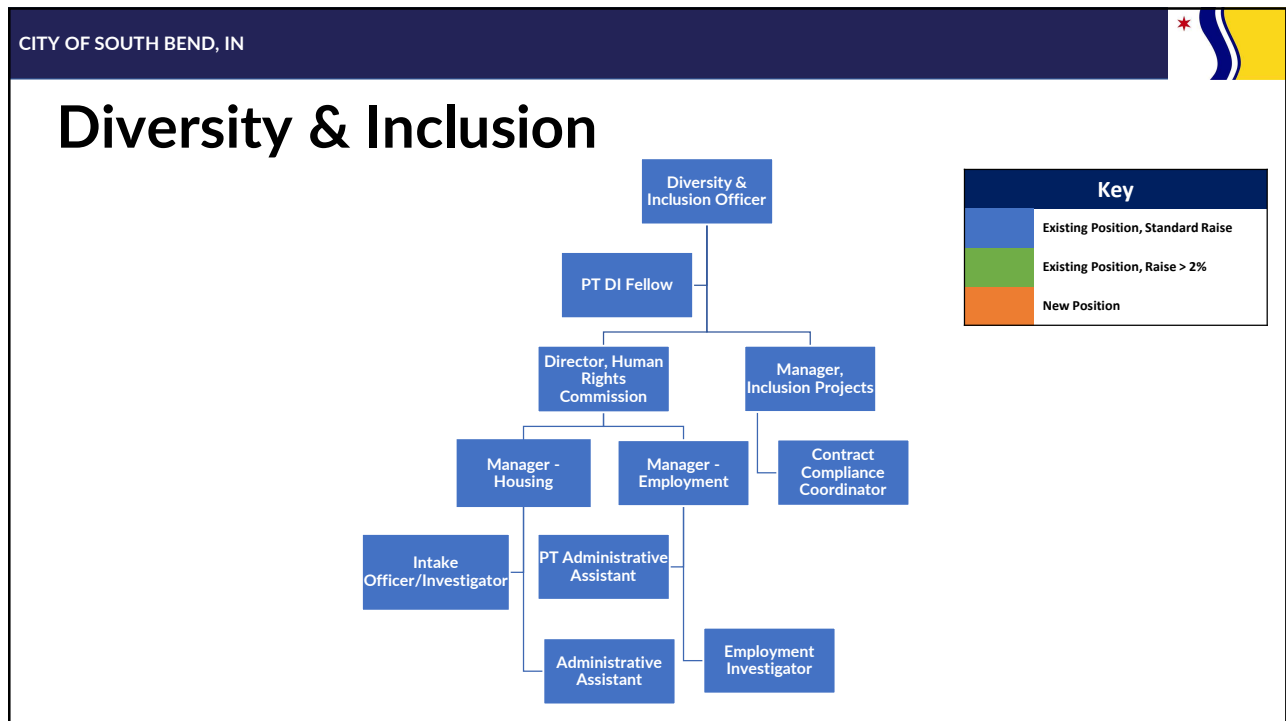 CITY OF SOUTH BEND, IN
Diversity & Inclusion
Diversity &
Inclusion Officer
Key
Existing Position, Standard Raise
Existing Position, Raise > 2%
New Position
PT DI Fellow
Director, Human
Rights
Commission
Manager,
Inclusion Projects
Manager -
Housing
Manager -
Employment
Contract
Compliance
Coordinator
Intake
Officer/Investigator
PT Administrative
Assistant
Administrative
Assistant
Employment
Investigator